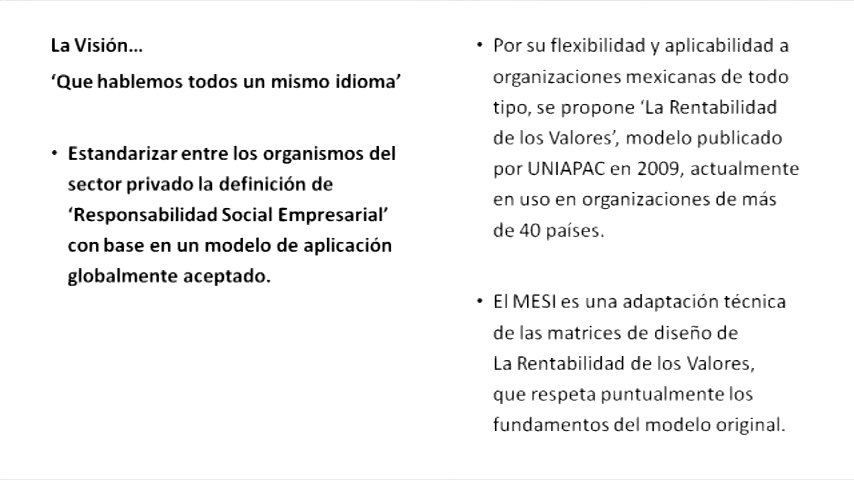 La Visión...
‘Que hablemos todos un mismo idioma’
• Estandarizar entre los organismos del
sector privado la definición de
‘Responsabilidad Social Empresarial’
con base en un modelo de aplicación
globalmente aceptado.
• Por su flexibilidad y aplicabilidad a
organizaciones mexicanas de todo
tipo, se propone ‘La Rentabilidad
de los Valores’, modelo publicado
por UNIAPAC en 2009, actualmente
en uso en organizaciones de más
de 40 países.
• El MESI es una adaptación técnica
de las matrices de diseño de
La Rentabilidad de los Valores,
que respeta puntualmente los
fundamentos del modelo original.